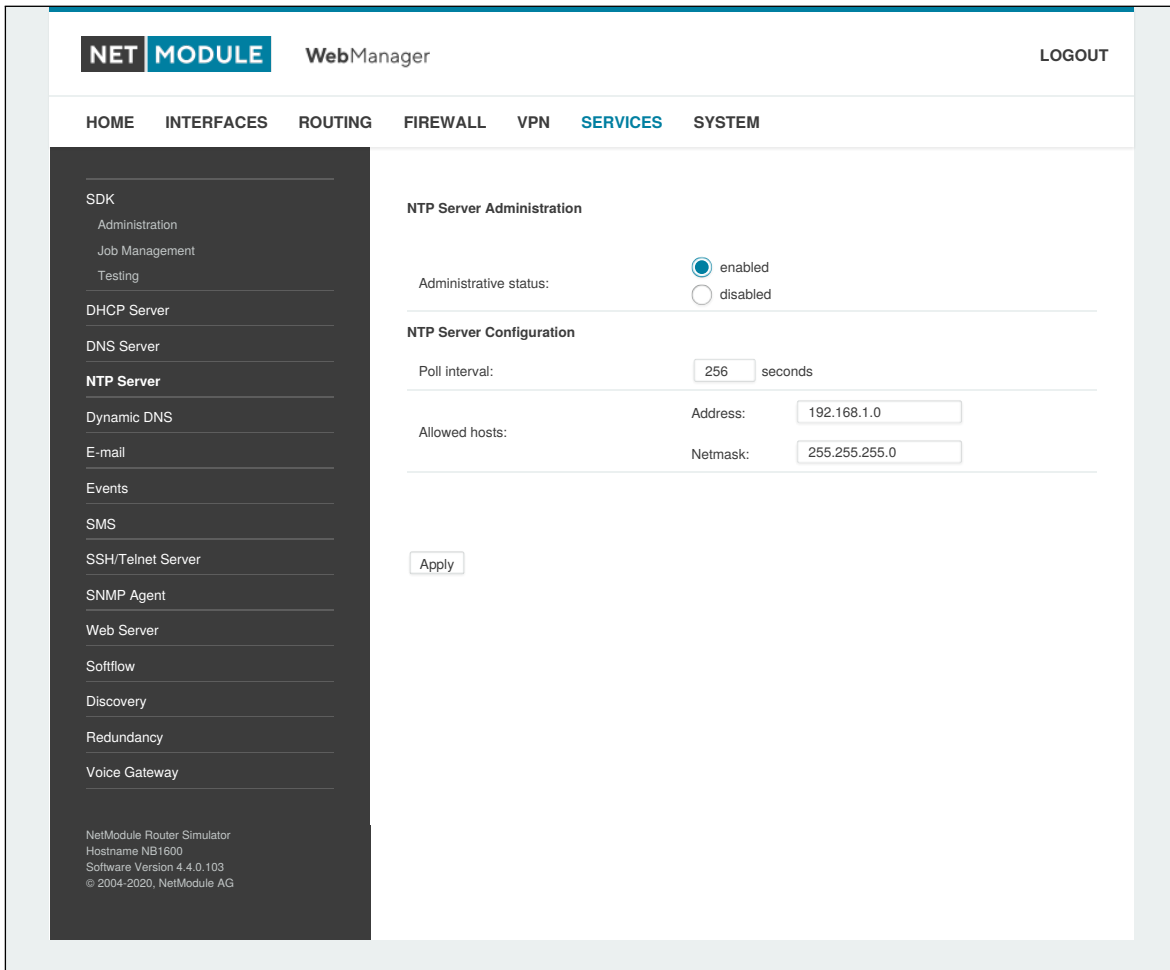 NET MODULE WebManager LOGOUT
HOME INTERFACES ROUTING FIREWALL VPN SERVICES SYSTEM
SDK
Administration
Job Management
Testing
DHCP Server
DNS Server
NTP Server
Dynamic DNS
E-mail
Events
SMS
SSH/Telnet Server
SNMP Agent
Web Server
Softflow
Discovery
Redundancy
Voice Gateway
NetModule Router Simulator
Hostname NB1600
Software Version 4.4.0.103
© 2004-2020, NetModule AG
NTP Server Administration
Administrative status:
enabled
disabled
NTP Server Configuration
Poll interval: 256 seconds
Allowed hosts:
Address: 192.168.1.0
Netmask: 255.255.255.0
Apply